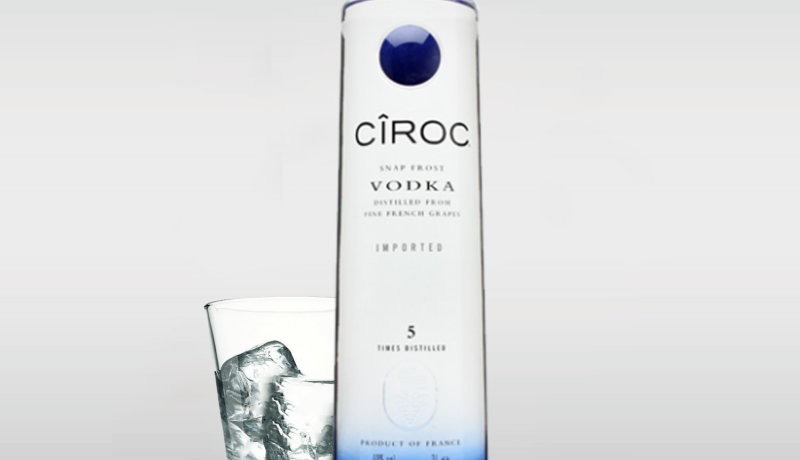 CÎROC
SNAP FROST
VODKA
DISTILLED FROM
FINE FRENCH GRAPES
IMPORTED
5
TIMES DISTILLED
PRODUCT OF FRANCE